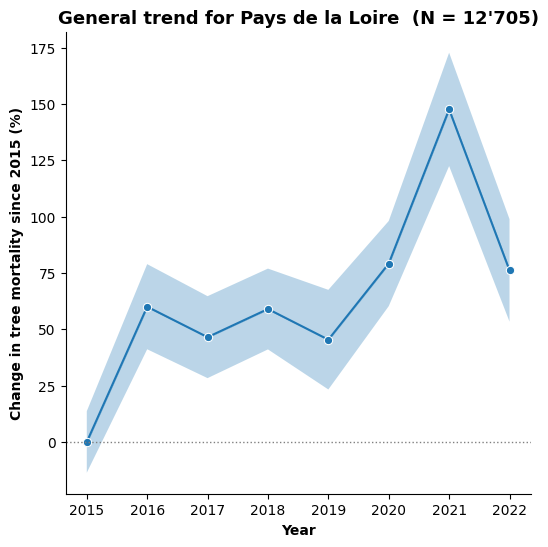 General trend for Pays de la Loire  (N = 12'705)
Change in tree mortality since 2015 (%)
175
150
125
100
75
50
25
0
2015 2016 2017 2018 2019 2020 2021 2022
Year